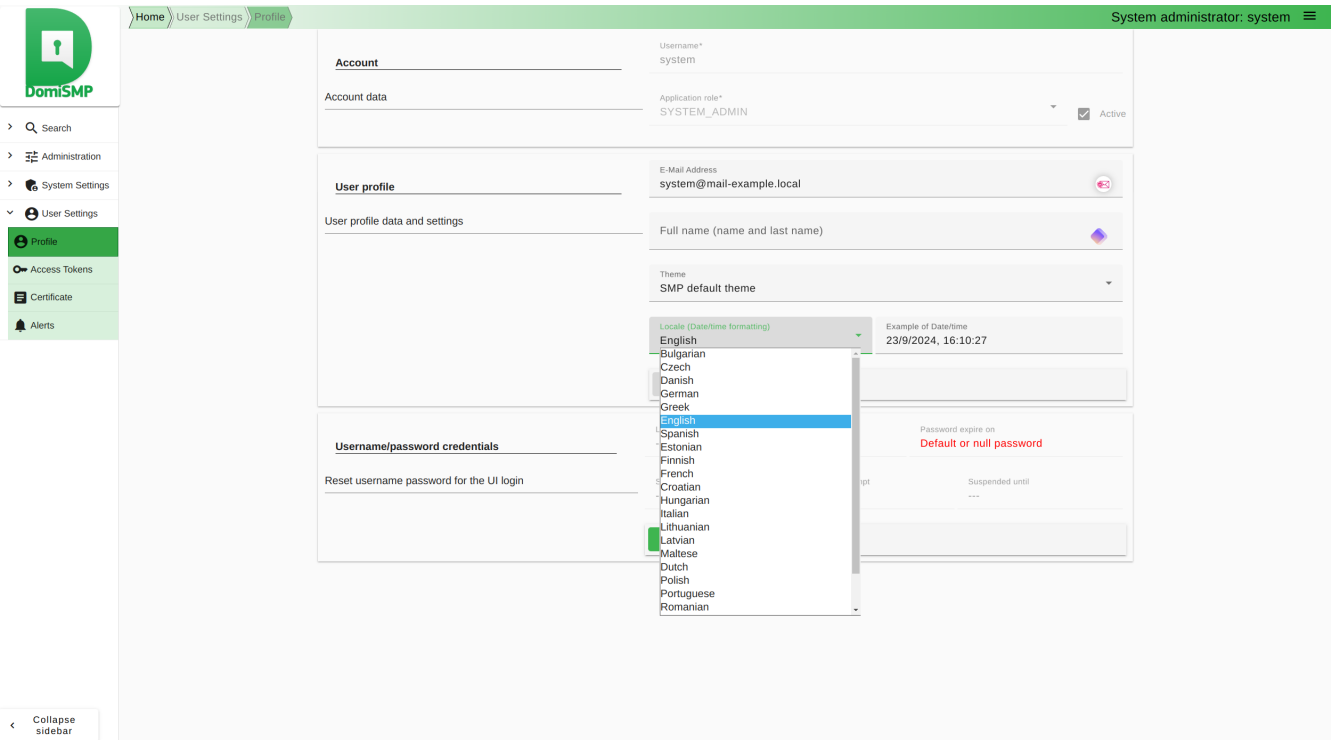 Home
User Settings
Profile
System administrator: system
DomiSMP
Search
Administration
System Settings
User Settings
Profile
Access Tokens
Certificate
Alerts
Collapse
sidebar
Account
Account data
Username*
system
Application role*
SYSTEM_ADMIN
Active
User profile
User profile data and settings
E-Mail Address
system@mail-example.local
Full name (name and last name)
Theme
SMP default theme
Locale (Date/time formatting)
English
Example of Date/time
23/9/2024, 16:10:27
Bulgarian
Czech
Danish
German
Greek
English
Spanish
Estonian
Finnish
French
Croatian
Hungarian
Italian
Lithuanian
Latvian
Maltese
Dutch
Polish
Portuguese
Romanian
Username/password credentials
Reset username password for the UI login
Password expire on
Default or null password
Suspended until
---